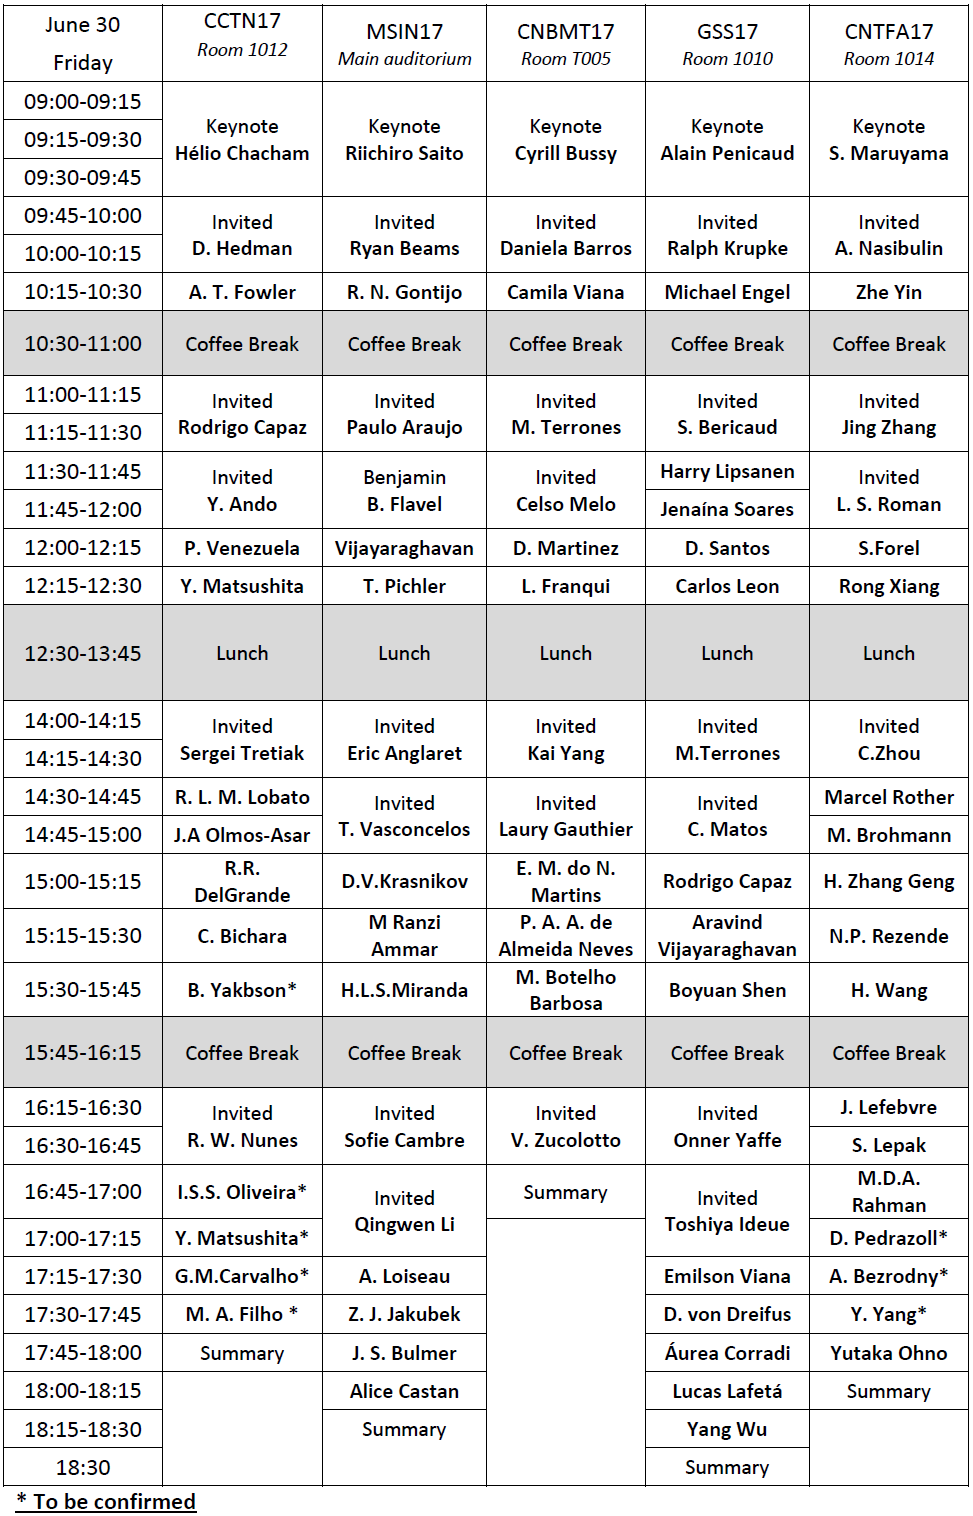 June 30 Friday CCTN17 Room 1012 MSIN17 Main auditorium CNBMT17 Room T005 GSS17 Room 1010 CNTFA17 Room 1014
09:00-09:15
09:15-09:30
09:30-09:45
Keynote Hélio Chacham Keynote Riichiro Saito Keynote Cyrill Bussy Keynote Alain Penicaud Keynote S. Maruyama
09:45-10:00
10:00-10:15
Invited D. Hedman Invited Ryan Beams Invited Daniela Barros Invited Ralph Krupke Invited A. Nasibulin
10:15-10:30 A. T. Fowler R. N. Gontijo Camila Viana Michael Engel Zhe Yin
10:30-11:00 Coffee Break Coffee Break Coffee Break Coffee Break Coffee Break
11:00-11:15
11:15-11:30
Invited Rodrigo Capaz Invited Paulo Araujo Invited M. Terrones Invited S. Bericaud Invited Jing Zhang
11:30-11:45
11:45-12:00
Invited Y. Ando Benjamin B. Flavel Invited Celso Melo Harry Lipsanen Jenaína Soares Invited L. S. Roman
12:00-12:15 P. Venezuela Vijayaraghavan D. Martinez D. Santos S.Forel
12:15-12:30 Y. Matsushita T. Pichler L. Franqui Carlos Leon Rong Xiang
12:30-13:45 Lunch Lunch Lunch Lunch Lunch
14:00-14:15
14:15-14:30
Invited Sergei Tretiak Invited Eric Anglaret Invited Kai Yang Invited M.Terrones Invited C.Zhou
14:30-14:45
14:45-15:00
R. L. M. Lobato J.A Olmos-Asar Invited T. Vasconcelos Invited Laury Gauthier Invited C. Matos Marcel Rother M. Brohmann
15:00-15:15 R.R. DelGrande D.V.Krasnikov E. M. do N. Martins Rodrigo Capaz H. Zhang Geng
15:15-15:30 C. Bichara M Ranzi Ammar P. A. A. de Almeida Neves Aravind Vijayaraghavan N.P. Rezende
15:30-15:45 B. Yakbson* H.L.S.Miranda M. Botelho Barbosa Boyuan Shen H. Wang
15:45-16:15 Coffee Break Coffee Break Coffee Break Coffee Break Coffee Break
16:15-16:30
16:30-16:45
Invited R. W. Nunes Invited Sofie Cambre Invited V. Zucolotto Invited Onner Yaffe J. Lefebvre S. Lepak
16:45-17:00 I.S.S. Oliveira* Invited Qingwen Li Summary Invited Toshiya Ideue M.D.A. Rahman
17:00-17:15 Y. Matsushita* D. Pedrazoll*
17:15-17:30 G.M.Carvalho* A. Loiseau Emilson Viana A. Bezrodny*
17:30-17:45 M. A. Filho * Z. J. Jakubek D. von Dreifus Y. Yang*
17:45-18:00 Summary J. S. Bulmer Áurea Corradi Yutaka Ohno
18:00-18:15 Alice Castan Lucas Lafetá Summary
18:15-18:30 Summary Yang Wu
18:30 Summary
* To be confirmed